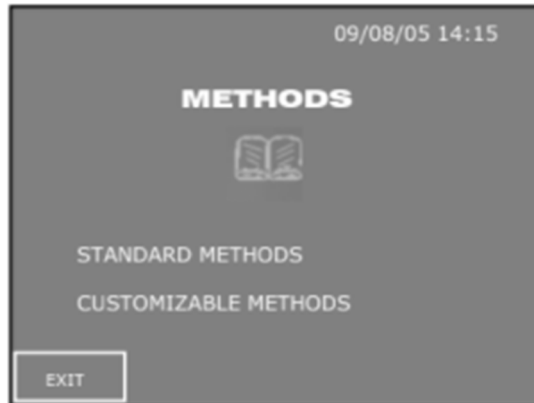 09/08/05 14:15
METHODS
STANDARD METHODS
CUSTOMIZABLE METHODS
EXIT